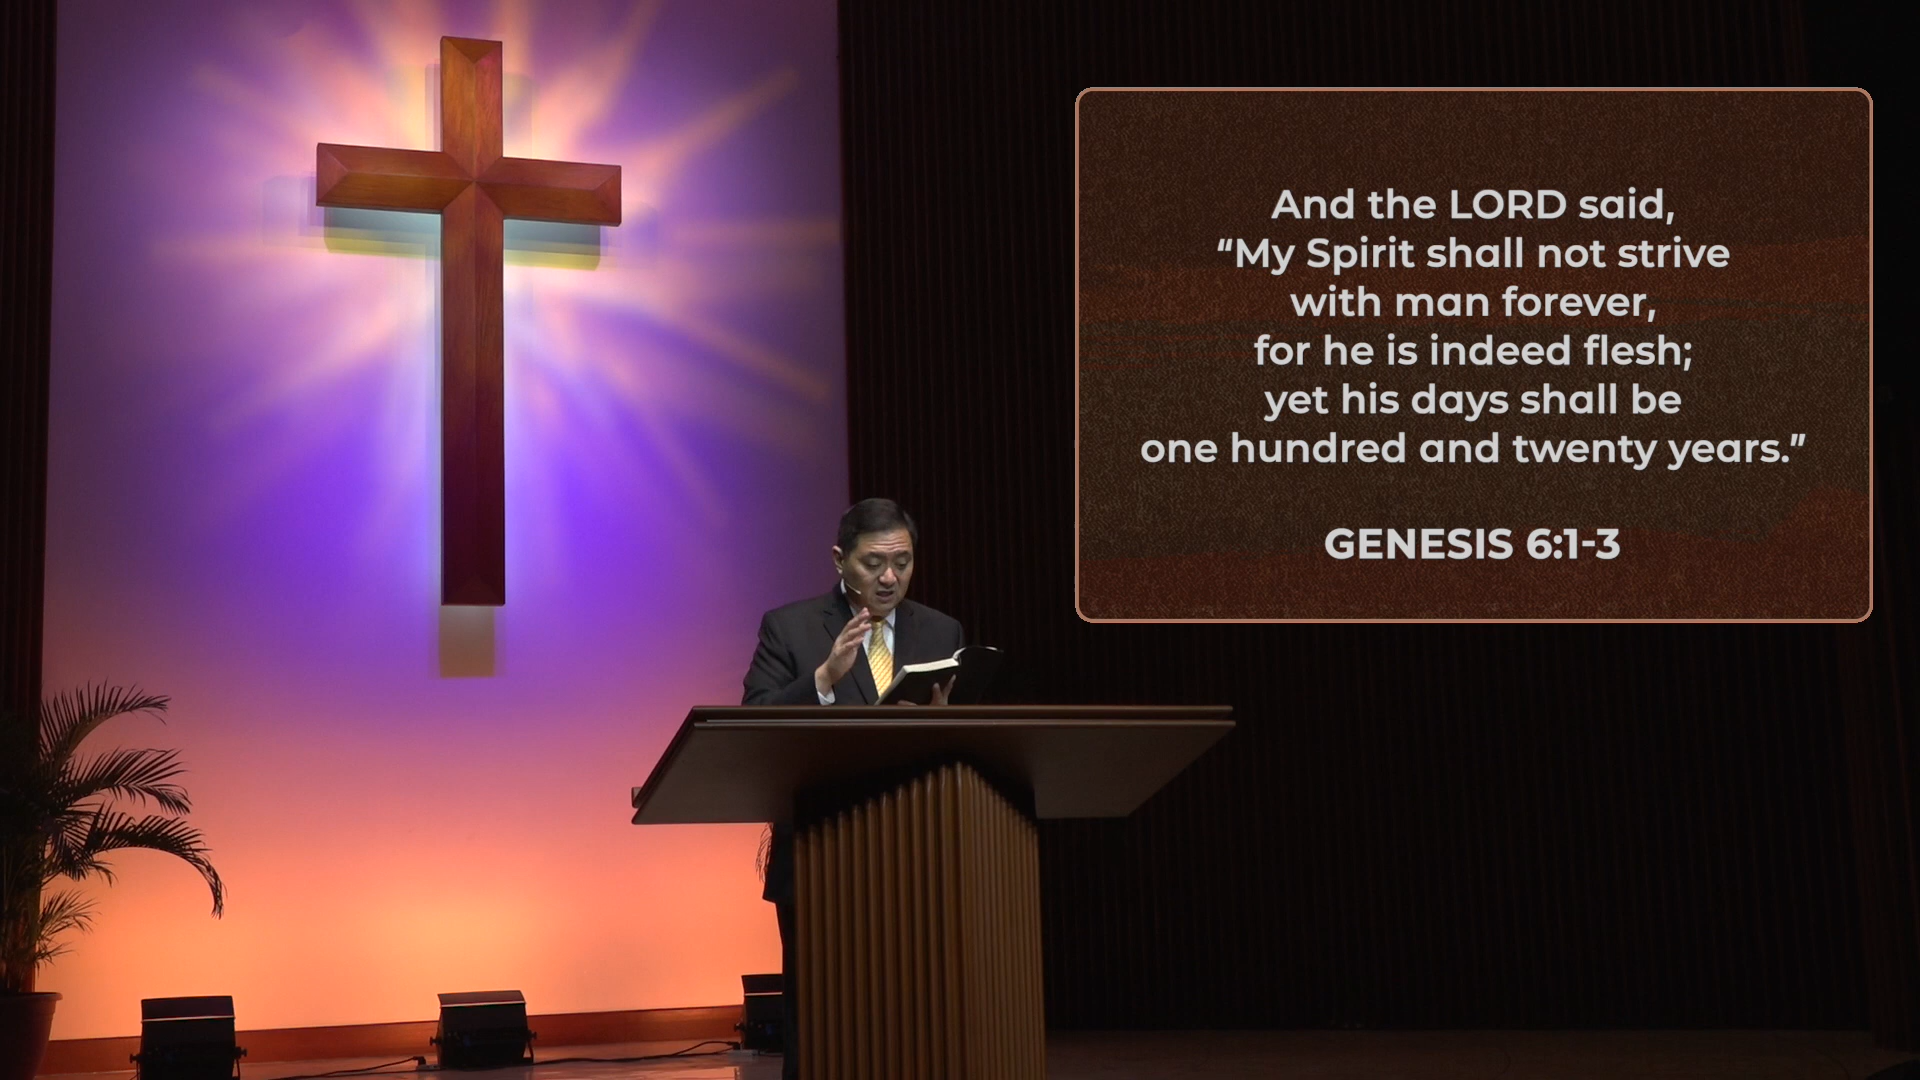 And the LORD said,
“My Spirit shall not strive
with man forever,
for he is indeed flesh;
yet his days shall be
one hundred and twenty years.”
GENESIS 6:1-3